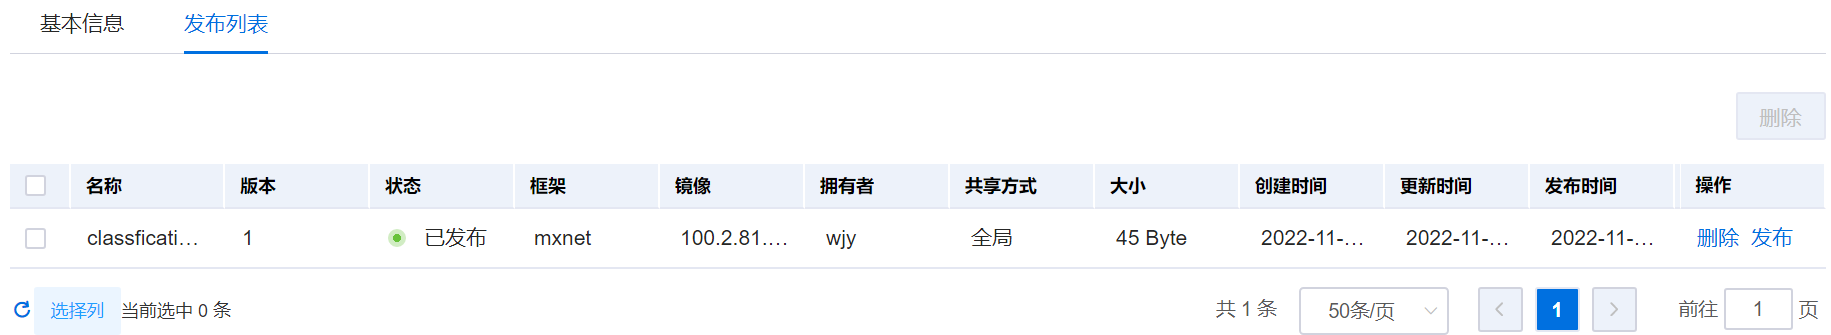 基本信息 发布列表
删除
名称 版本 状态 框架 镜像 拥有者 共享方式 大小 创建时间 更新时间 发布时间 操作
classficati... 1 已发布 mxnet 100.2.81.... wjy 全局 45 Byte 2022-11-... 2022-11-... 2022-11-... 删除 发布
选择列 当前选中 0 条 共 1 条 50条/页 1 前往 1 页